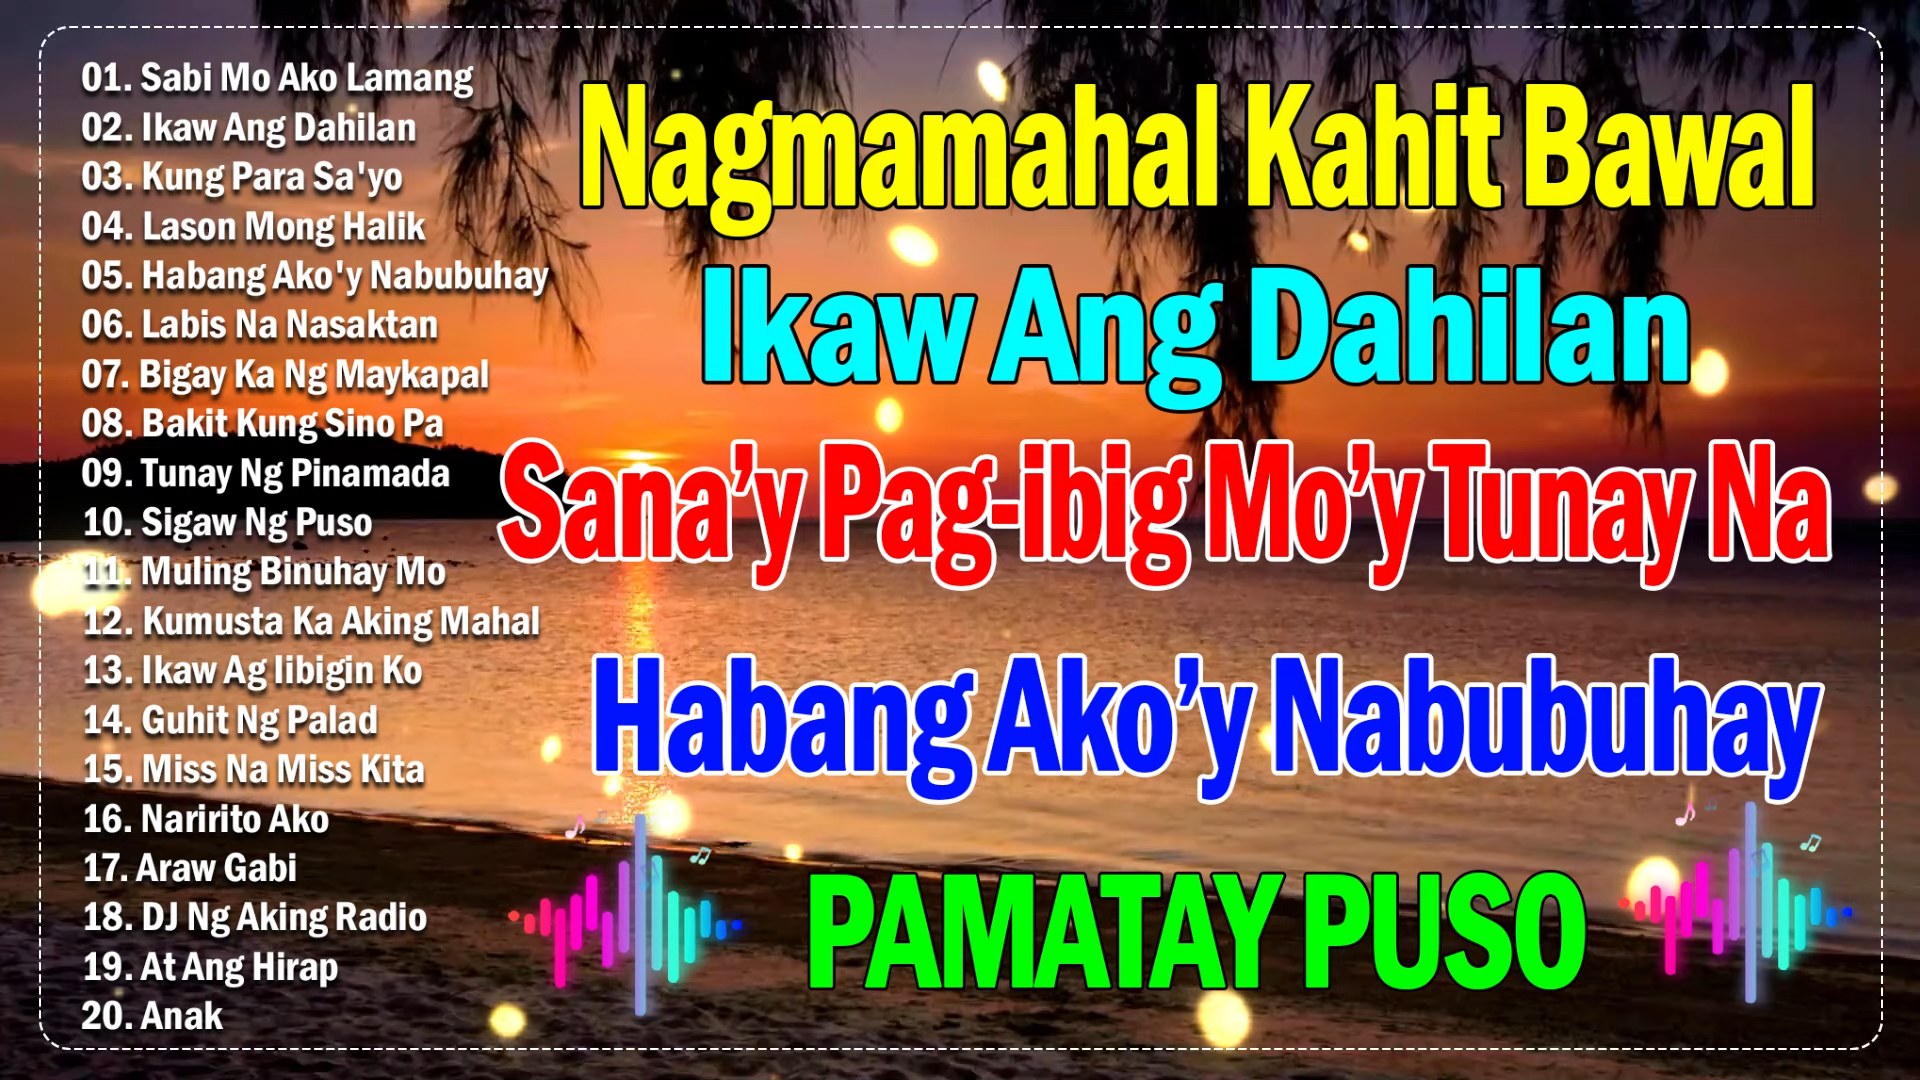 01. Sabi Mo Ako Lamang
02. Ikaw Ang Dahilan
03. Kung Para Sa'yo
04. Lason Mong Halik
05. Habang Ako'y Nabubuhay
06. Labis Na Nasaktan
07. Bigay Ka Ng Maykapal
08. Bakit Kung Sino Pa
09. Tunay Ng Pinamada
10. Sigaw Ng Puso
11. Muling Binuhay Mo
12. Kumusta Ka Aking Mahal
13. Ikaw Ag Iibigin Ko
14. Guhit Ng Palad
15. Miss Na Miss Kita
16. Naririto Ako
17. Araw Gabi
18. DJ Ng Aking Radio
19. At Ang Hirap
20. Anak
Nagmamahal Kahit Bawal
Ikaw Ang Dahilan
Sana’y Pag-ibig Mo’y Tunay Na
Habang Ako’y Nabubuhay
PAMATAY PUSO